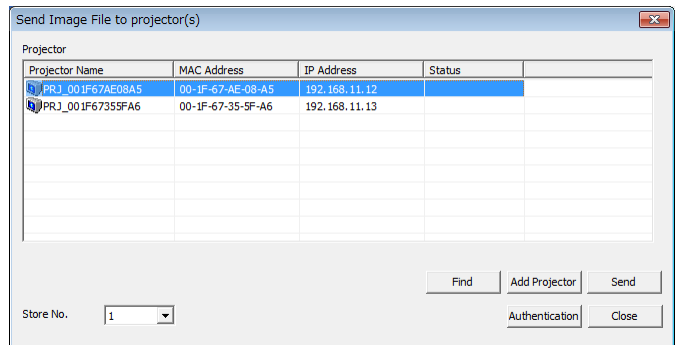 Send Image File to projector(s)
Projector
Projector Name MAC Address IP Address Status
PRJ_001F67AE08A5 00-1F-67-AE-08-A5 192.168.11.12
PRJ_001F67355FA6 00-1F-67-35-5F-A6 192.168.11.13
Find Add Projector Send
Store No. 1 Authentication Close